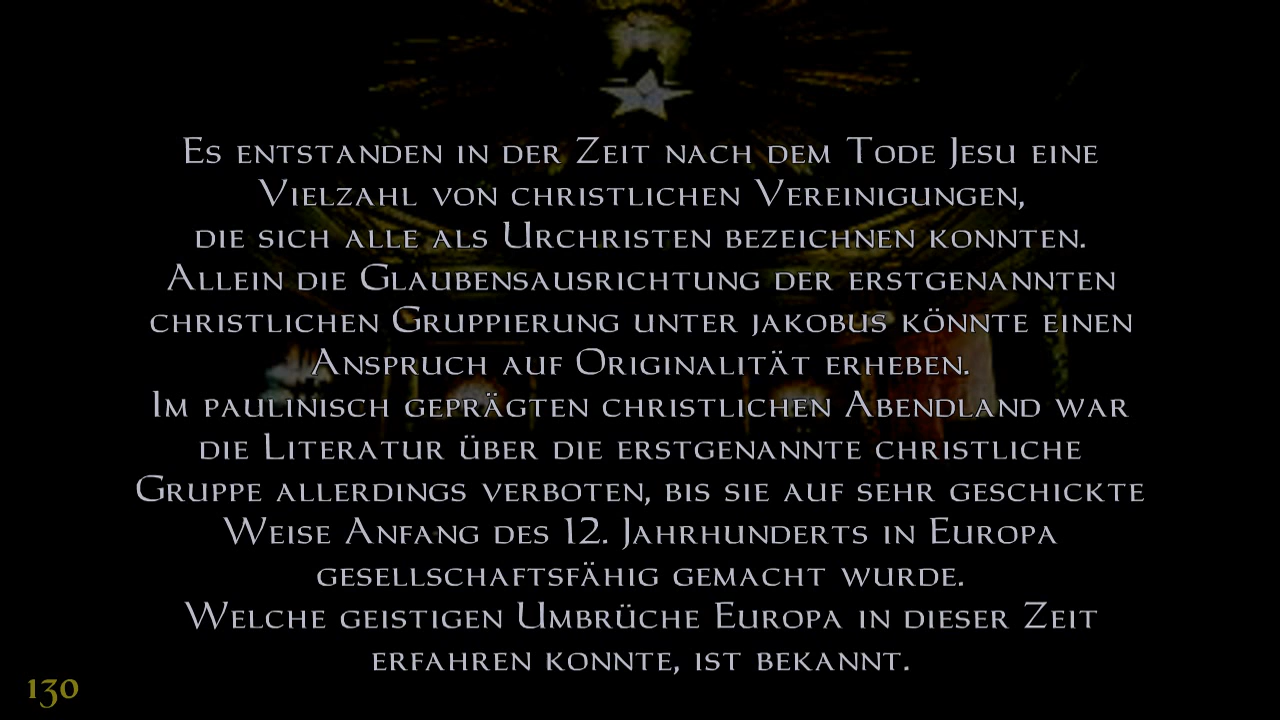 Es entstanden in der Zeit nach dem Tode Jesu eine
Vielzahl von christlichen Vereinigungen,
die sich alle als Urchristen bezeichnen konnten.
Allein die Glaubensausrichtung der erstgenannten
christlichen Gruppierung unter jakobus könnte einen
Anspruch auf Originalität erheben.
Im paulinisch geprägten christlichen Abendland war
die Literatur über die erstgenannte christliche
Gruppe allerdings verboten, bis sie auf sehr geschickte
Weise Anfang des 12. Jahrhunderts in Europa
gesellschaftsfähig gemacht wurde.
Welche geistigen Umbrüche Europa in dieser Zeit
erfahren konnte, ist bekannt.
130